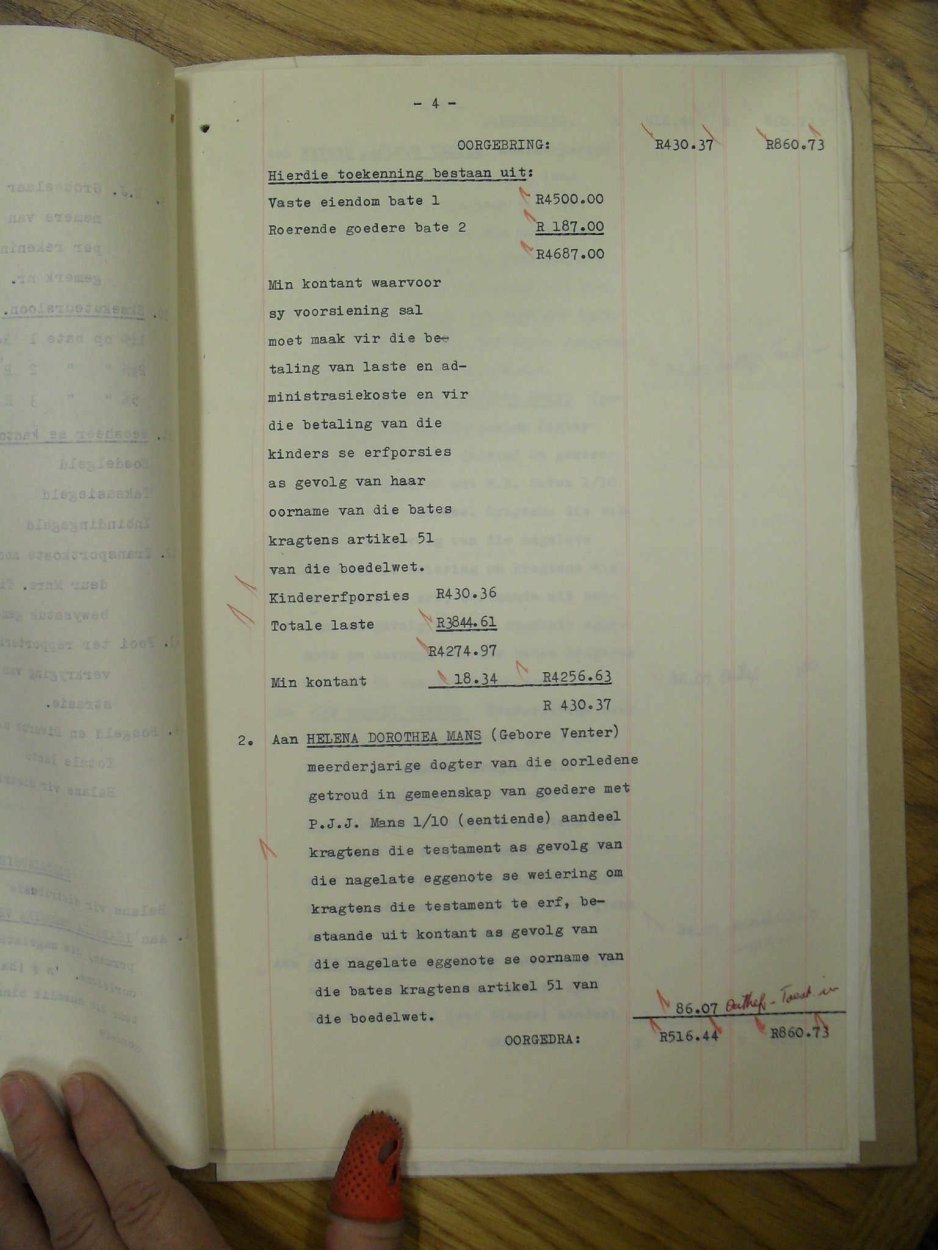 - 4 -
OORGEBRING: R430.37 R860.73
Hierdie toekenning bestaan uit:
Vaste eiendom bate 1 R4500.00
Roerende goedere bate 2 R 187.00
R4687.00
Min kontant waarvoor
sy voorsiening sal
moet maak vir die be-
taling van laste en ad-
ministrasiekoste en vir
die betaling van die
kinders se erfporsies
as gevolg van haar
oorname van die bates
kragtens artikel 51
van die boedelwet.
Kindererfporsies R430.36
Totale laste R3844.61
R4274.97
Min kontant 18.34 R4256.63
R 430.37
2. Aan HELENA DOROTHEA MANS (Gebore Venter)
meerderjarige dogter van die oorledene
getroud in gemeenskap van goedere met
P.J.J. Mans 1/10 (eentiende) aandeel
kragtens die testament as gevolg van
die nagelate eggenote se weiering om
kragtens die testament te erf, be-
staande uit kontant as gevolg van
die nagelate eggenote se oorname van
die bates kragtens artikel 51 van
die boedelwet. 86.07
OORGEDRA: R516.44 R860.73